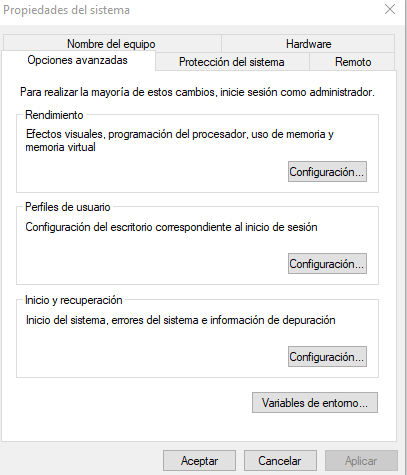 Propiedades del sistema
Nombre del equipo
Hardware
Opciones avanzadas
Protección del sistema
Remoto
Para realizar la mayoría de estos cambios, inicie sesión como administrador.
Rendimiento
Efectos visuales, programación del procesador, uso de memoria y
memoria virtual
Configuración...
Perfiles de usuario
Configuración del escritorio correspondiente al inicio de sesión
Configuración...
Inicio y recuperación
Inicio del sistema, errores del sistema e información de depuración
Configuración...
Variables de entorno...
Aceptar
Cancelar
Aplicar